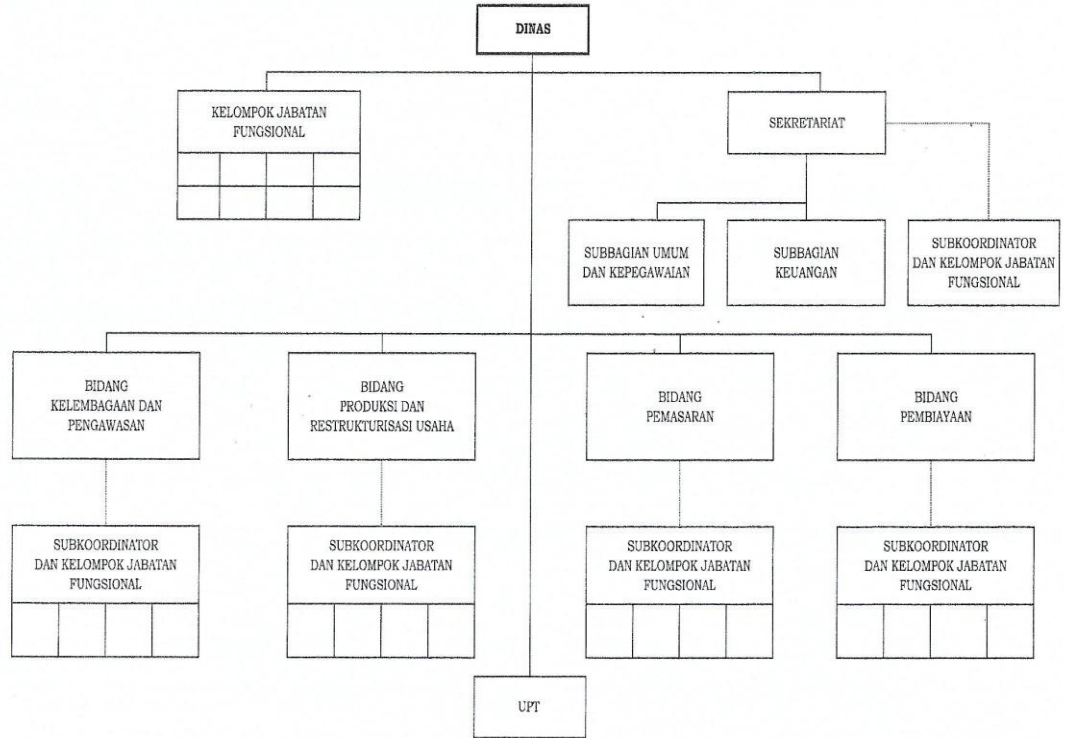 DINAS
KELOMPOK JABATAN
FUNGSIONAL
SEKRETARIAT
SUBBAGIAN UMUM
DAN KEPEGAWAIAN
SUBBAGIAN
KEUANGAN
SUBKOORDINATOR
DAN KELOMPOK JABATAN
FUNGSIONAL
BIDANG
KELEMBAGAAN DAN
PENGAWASAN
BIDANG
PRODUKSI DAN
RESTRUKTURISASI USAHA
BIDANG
PEMASARAN
BIDANG
PEMBIAYAAN
SUBKOORDINATOR
DAN KELOMPOK JABATAN
FUNGSIONAL
SUBKOORDINATOR
DAN KELOMPOK JABATAN
FUNGSIONAL
SUBKOORDINATOR
DAN KELOMPOK JABATAN
FUNGSIONAL
SUBKOORDINATOR
DAN KELOMPOK JABATAN
FUNGSIONAL
UPT